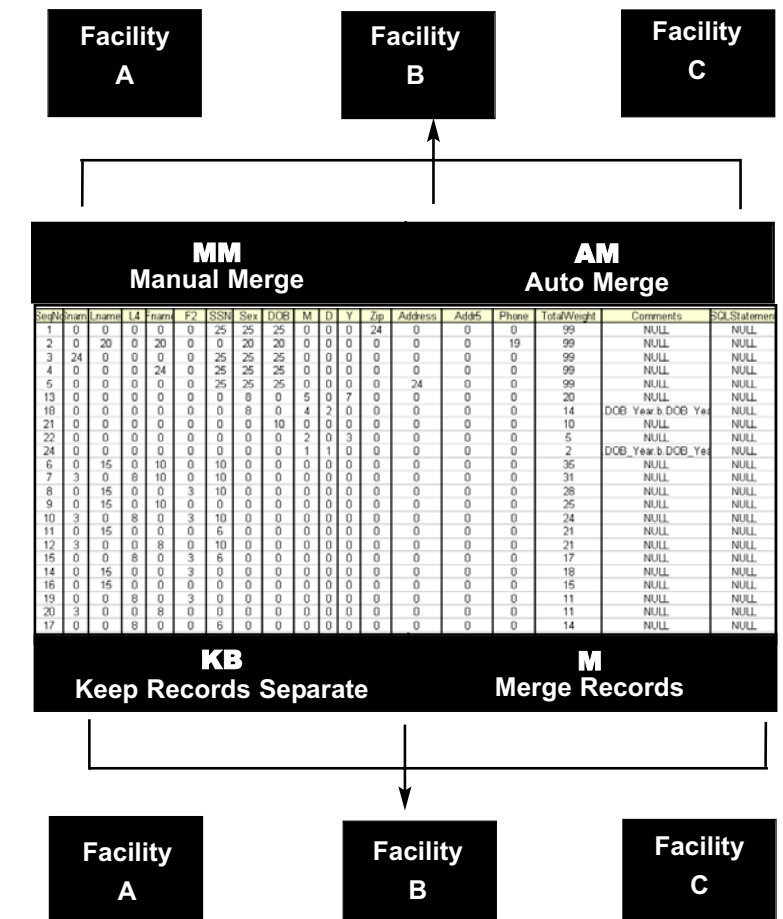 Facility
A
Facility
B
Facility
C
MM
Manual Merge
AM
Auto Merge
SeqNo Snam Lname L4 Fname F2 SSN Sex DOB M D Y Zip Address Addr5 Phone TotalWeight Comments SQLStatemen
1 0 0 0 0 0 25 25 25 0 0 0 24 0 0 0 99 NULL NULL
2 0 20 0 20 0 0 20 20 0 0 0 0 0 0 19 99 NULL NULL
3 24 0 0 0 0 25 25 25 0 0 0 0 0 0 0 99 NULL NULL
4 0 0 0 24 0 25 25 25 0 0 0 0 0 0 0 99 NULL NULL
5 0 0 0 0 0 25 25 25 0 0 0 0 24 0 0 99 NULL NULL
13 0 0 0 0 0 0 8 0 5 0 7 0 0 0 0 20 NULL NULL
18 0 0 0 0 0 0 8 0 4 2 0 0 0 0 0 14 DOB_Year.b.DOB_Yea NULL
21 0 0 0 0 0 0 0 10 0 0 0 0 0 0 0 10 NULL NULL
22 0 0 0 0 0 0 0 0 2 0 3 0 0 0 0 5 NULL NULL
24 0 0 0 0 0 0 0 0 1 1 0 0 0 0 0 2 .DOB_Year.b.DOB_Yea NULL
6 0 15 0 10 0 10 0 0 0 0 0 0 0 0 0 35 NULL NULL
7 3 0 8 10 0 10 0 0 0 0 0 0 0 0 0 31 NULL NULL
8 0 15 0 0 3 10 0 0 0 0 0 0 0 0 0 28 NULL NULL
9 0 15 0 10 0 0 0 0 0 0 0 0 0 0 0 25 NULL NULL
10 3 0 8 0 3 10 0 0 0 0 0 0 0 0 0 24 NULL NULL
11 0 15 0 0 0 6 0 0 0 0 0 0 0 0 0 21 NULL NULL
12 3 0 0 8 0 10 0 0 0 0 0 0 0 0 0 21 NULL NULL
15 0 0 8 0 3 6 0 0 0 0 0 0 0 0 0 17 NULL NULL
14 0 15 0 0 3 0 0 0 0 0 0 0 0 0 0 18 NULL NULL
16 0 15 0 0 0 0 0 0 0 0 0 0 0 0 0 15 NULL NULL
19 0 0 8 0 3 0 0 0 0 0 0 0 0 0 0 11 NULL NULL
20 3 0 0 8 0 0 0 0 0 0 0 0 0 0 0 11 NULL NULL
17 0 0 8 0 0 6 0 0 0 0 0 0 0 0 0 14 NULL NULL
KB
Keep Records Separate
M
Merge Records
Facility
A
Facility
B
Facility
C